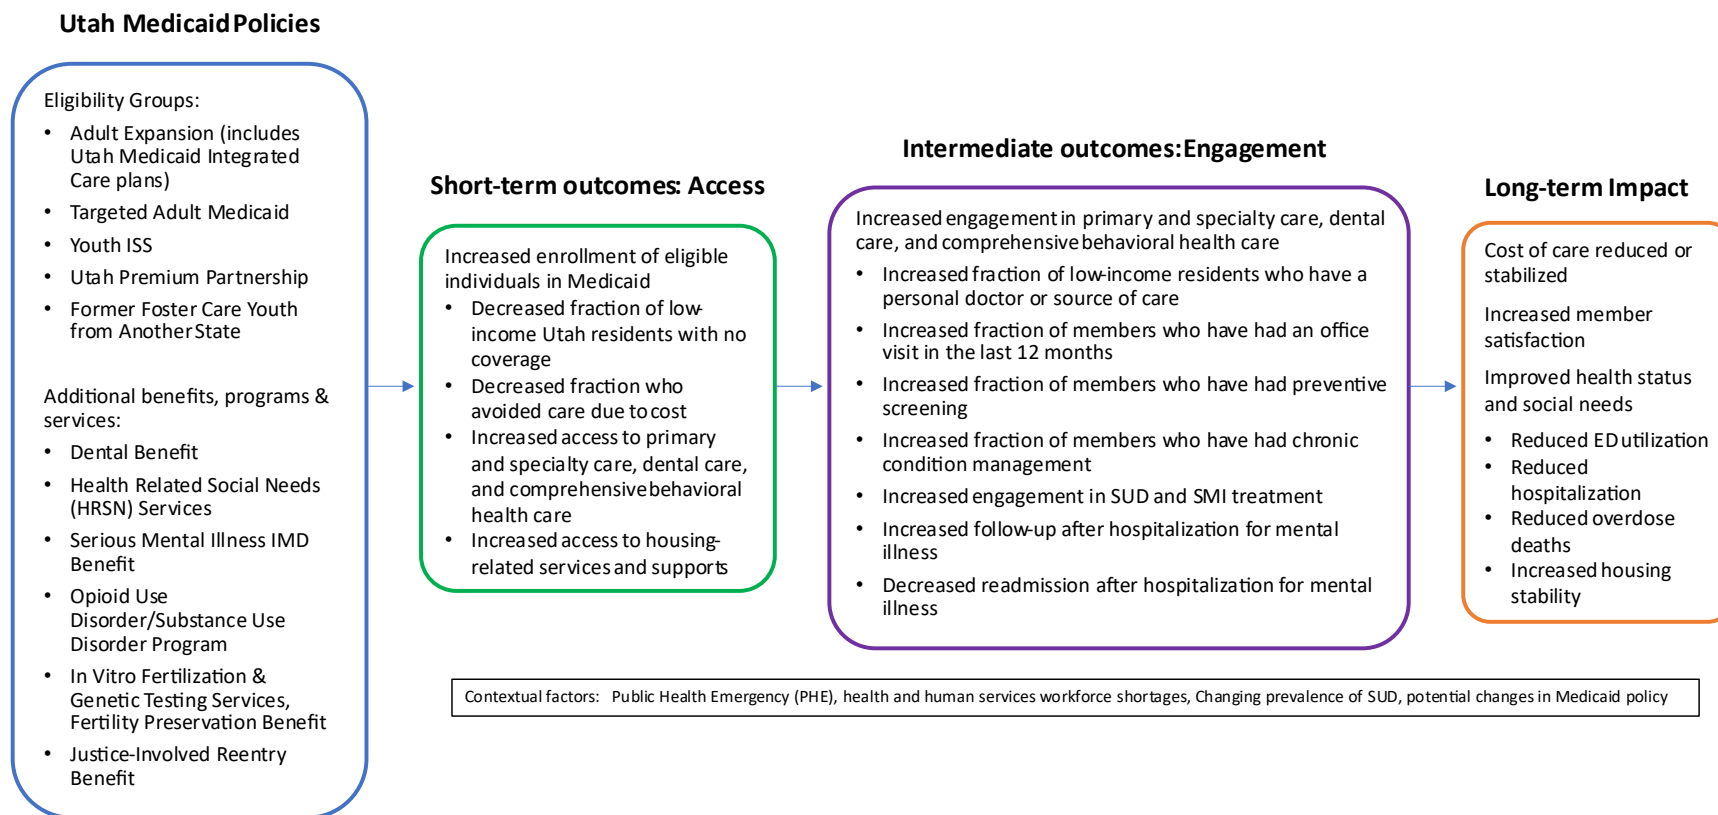 Utah Medicaid Policies
Eligibility Groups:
• Adult Expansion (includes
Utah Medicaid Integrated
Care plans)
• Targeted Adult Medicaid
• Youth ISS
• Utah Premium Partnership
• Former Foster Care Youth
from Another State
Additional benefits, programs &
services:
• Dental Benefit
• Health Related Social Needs
(HRSN) Services
• Serious Mental Illness IMD
Benefit
• Opioid Use
Disorder/Substance Use
Disorder Program
• In Vitro Fertilization &
Genetic Testing Services,
Fertility Preservation Benefit
• Justice-Involved Reentry
Benefit
Short-term outcomes: Access
Increased enrollment of eligible
individuals in Medicaid
• Decreased fraction of low-
income Utah residents with no
coverage
• Decreased fraction who
avoided care due to cost
• Increased access to primary
and specialty care, dental care,
and comprehensive behavioral
health care
• Increased access to housing-
related services and supports
Intermediate outcomes: Engagement
Increased engagement in primary and specialty care, dental
care, and comprehensive behavioral health care
• Increased fraction of low-income residents who have a
personal doctor or source of care
• Increased fraction of members who have had an office
visit in the last 12 months
• Increased fraction of members who have had preventive
screening
• Increased fraction of members who have had chronic
condition management
• Increased engagement in SUD and SMI treatment
• Increased follow-up after hospitalization for mental
illness
• Decreased readmission after hospitalization for mental
illness
Long-term Impact
Cost of care reduced or
stabilized
Increased member
satisfaction
Improved health status
and social needs
• Reduced ED utilization
• Reduced
hospitalization
• Reduced overdose
deaths
• Increased housing
stability
Contextual factors: Public Health Emergency (PHE), health and human services workforce shortages, Changing prevalence of SUD, potential changes in Medicaid policy